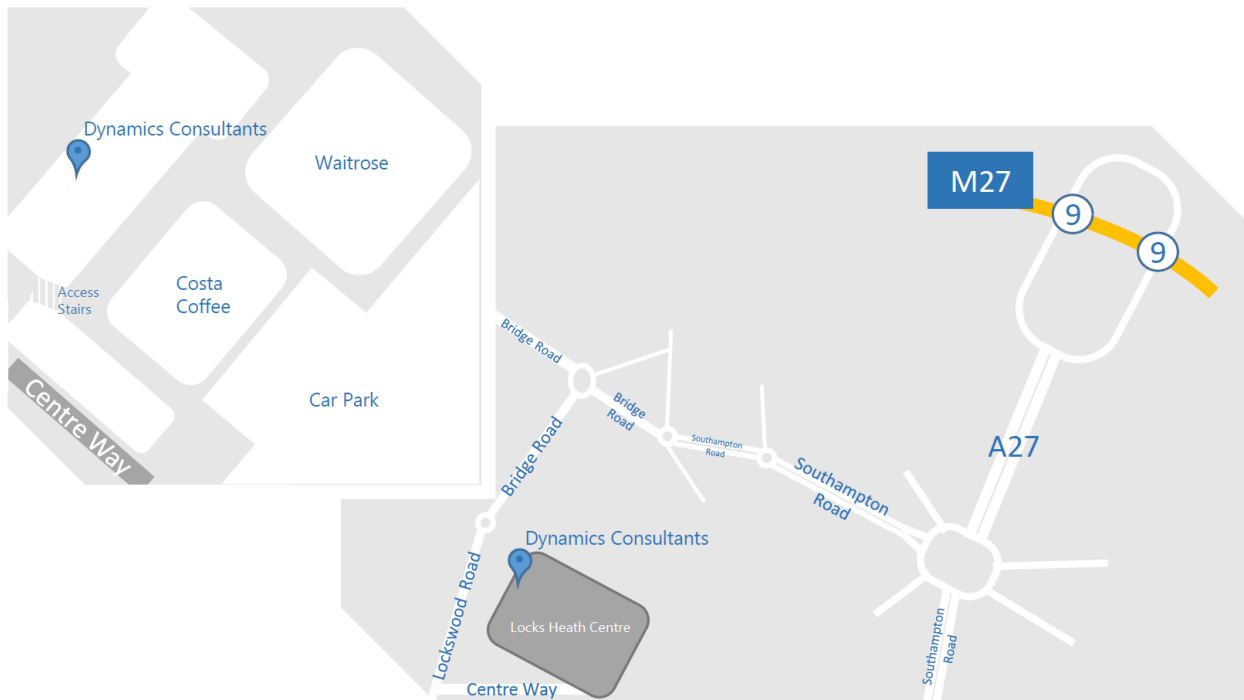 Dynamics Consultants
Waitrose
Costa
Coffee
Access
Stairs
Car Park
Centre Way
M27
9
9
A27
Bridge Road
Bridge
Road
Southampton
Road
Southampton
Road
Bridge Road
Dynamics Consultants
Lockswood Road
Locks Heath Centre
Southampton
Road
Centre Way